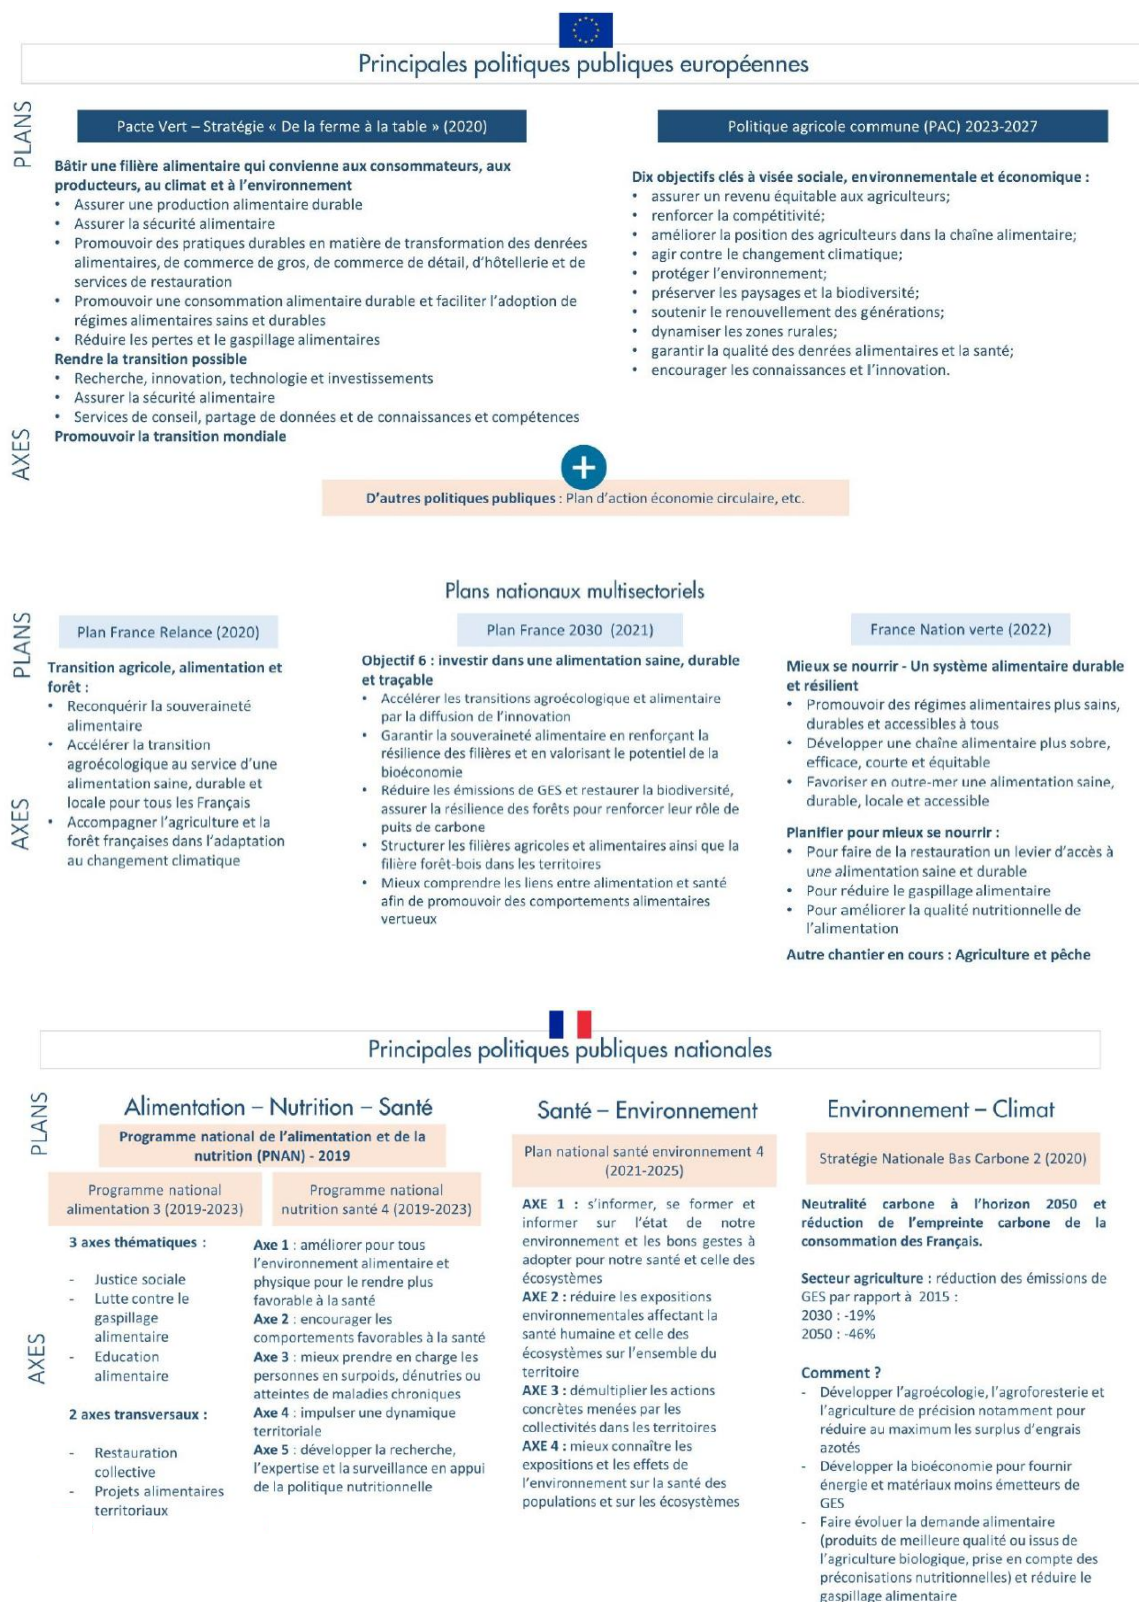 Principales politiques publiques européennes
PLANS
Pacte Vert – Stratégie « De la ferme à la table » (2020)
Bâtir une filière alimentaire qui convienne aux consommateurs, aux
producteurs, au climat et à l'environnement
• Assurer une production alimentaire durable
• Assurer la sécurité alimentaire
• Promouvoir des pratiques durables en matière de transformation des denrées
alimentaires, de commerce de gros, de commerce de détail, d'hôtellerie et de
services de restauration
• Promouvoir une consommation alimentaire durable et faciliter l'adoption de
régimes alimentaires sains et durables
• Réduire les pertes et le gaspillage alimentaires
Rendre la transition possible
• Recherche, innovation, technologie et investissements
• Assurer la sécurité alimentaire
• Services de conseil, partage de données et de connaissances et compétences
Promouvoir la transition mondiale
AXES
Politique agricole commune (PAC) 2023-2027
Dix objectifs clés à visée sociale, environnementale et économique :
• assurer un revenu équitable aux agriculteurs;
• renforcer la compétitivité;
• améliorer la position des agriculteurs dans la chaîne alimentaire;
• agir contre le changement climatique;
• protéger l'environnement;
• préserver les paysages et la biodiversité;
• soutenir le renouvellement des générations;
• dynamiser les zones rurales;
• garantir la qualité des denrées alimentaires et la santé;
• encourager les connaissances et l'innovation.
+
D'autres politiques publiques : Plan d'action économie circulaire, etc.
Plans nationaux multisectoriels
PLANS
Plan France Relance (2020)
Transition agricole, alimentation et
forêt :
• Reconquérir la souveraineté
alimentaire
• Accélérer la transition
agroécologique au service d'une
alimentation saine, durable et
locale pour tous les Français
• Accompagner l'agriculture et la
forêt françaises dans l'adaptation
au changement climatique
AXES
Plan France 2030 (2021)
Objectif 6 : investir dans une alimentation saine, durable
et traçable
• Accélérer les transitions agroécologique et alimentaire
par la diffusion de l'innovation
• Garantir la souveraineté alimentaire en renforçant la
résilience des filières et en valorisant le potentiel de la
bioéconomie
• Réduire les émissions de GES et restaurer la biodiversité,
assurer la résilience des forêts pour renforcer leur rôle de
puits de carbone
• Structurer les filières agricoles et alimentaires ainsi que la
filière forêt-bois dans les territoires
• Mieux comprendre les liens entre alimentation et santé
afin de promouvoir des comportements alimentaires
vertueux
France Nation verte (2022)
Mieux se nourrir - Un système alimentaire durable
et résilient
• Promouvoir des régimes alimentaires plus sains,
durables et accessibles à tous
• Développer une chaîne alimentaire plus sobre,
efficace, courte et équitable
• Favoriser en outre-mer une alimentation saine,
durable, locale et accessible
Planifier pour mieux se nourrir :
• Pour faire de la restauration un levier d'accès à
une alimentation saine et durable
• Pour réduire le gaspillage alimentaire
• Pour améliorer la qualité nutritionnelle de
l'alimentation
Autre chantier en cours : Agriculture et pêche
Principales politiques publiques nationales
PLANS
Alimentation – Nutrition – Santé
Programme national de l'alimentation et de la
nutrition (PNAN) - 2019
Programme national
alimentation 3 (2019-2023)
3 axes thématiques :
- Justice sociale
- Lutte contre le
gaspillage
alimentaire
- Education
alimentaire
2 axes transversaux :
- Restauration
collective
- Projets alimentaires
territoriaux
AXES
Programme national
nutrition santé 4 (2019-2023)
Axe 1 : améliorer pour tous
l'environnement alimentaire et
physique pour le rendre plus
favorable à la santé
Axe 2 : encourager les
comportements favorables à la santé
Axe 3 : mieux prendre en charge les
personnes en surpoids, dénutries ou
atteintes de maladies chroniques
Axe 4 : impulser une dynamique
territoriale
Axe 5 : développer la recherche,
l'expertise et la surveillance en appui
de la politique nutritionnelle
Santé – Environnement
Plan national santé environnement 4
(2021-2025)
AXE 1 : s'informer, se former et
informer sur l'état de notre
environnement et les bons gestes à
adopter pour notre santé et celle des
écosystèmes
AXE 2 : réduire les expositions
environnementales affectant la
santé humaine et celle des
écosystèmes sur l'ensemble du
territoire
AXE 3 : démultiplier les actions
concrètes menées par les
collectivités dans les territoires
AXE 4 : mieux connaître les
expositions et les effets de
l'environnement sur la santé des
populations et sur les écosystèmes
Environnement – Climat
Stratégie Nationale Bas Carbone 2 (2020)
Neutralité carbone à l'horizon 2050 et
réduction de l'empreinte carbone de la
consommation des Français.
Secteur agriculture : réduction des émissions de
GES par rapport à 2015 :
2030 : -19%
2050 : -46%
Comment ?
- Développer l'agroécologie, l'agroforesterie et
l'agriculture de précision notamment pour
réduire au maximum les surplus d'engrais
azotés
- Développer la bioéconomie pour fournir
énergie et matériaux moins émetteurs de
GES
- Faire évoluer la demande alimentaire
(produits de meilleure qualité ou issus de
l'agriculture biologique, prise en compte des
préconisations nutritionnelles) et réduire le
gaspillage alimentaire